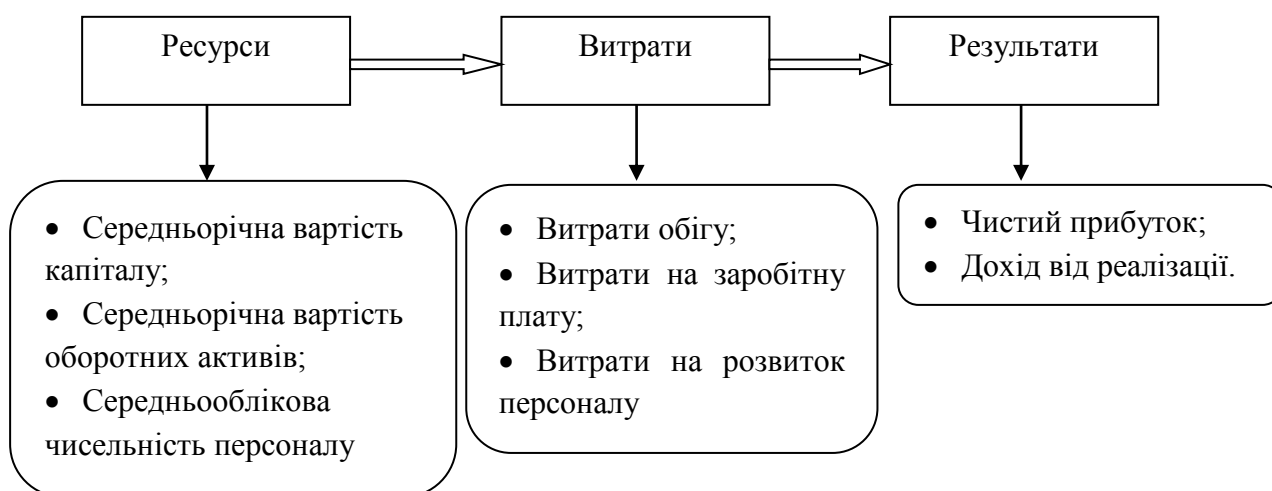 Ресурси
Витрати
Результати
• Середньорічна вартість
капіталу;
• Середньорічна вартість
оборотних активів;
• Середньооблікова
чисельність персоналу
• Витрати обігу;
• Витрати на заробітну
плату;
• Витрати на розвиток
персоналу
• Чистий прибуток;
• Дохід від реалізації.